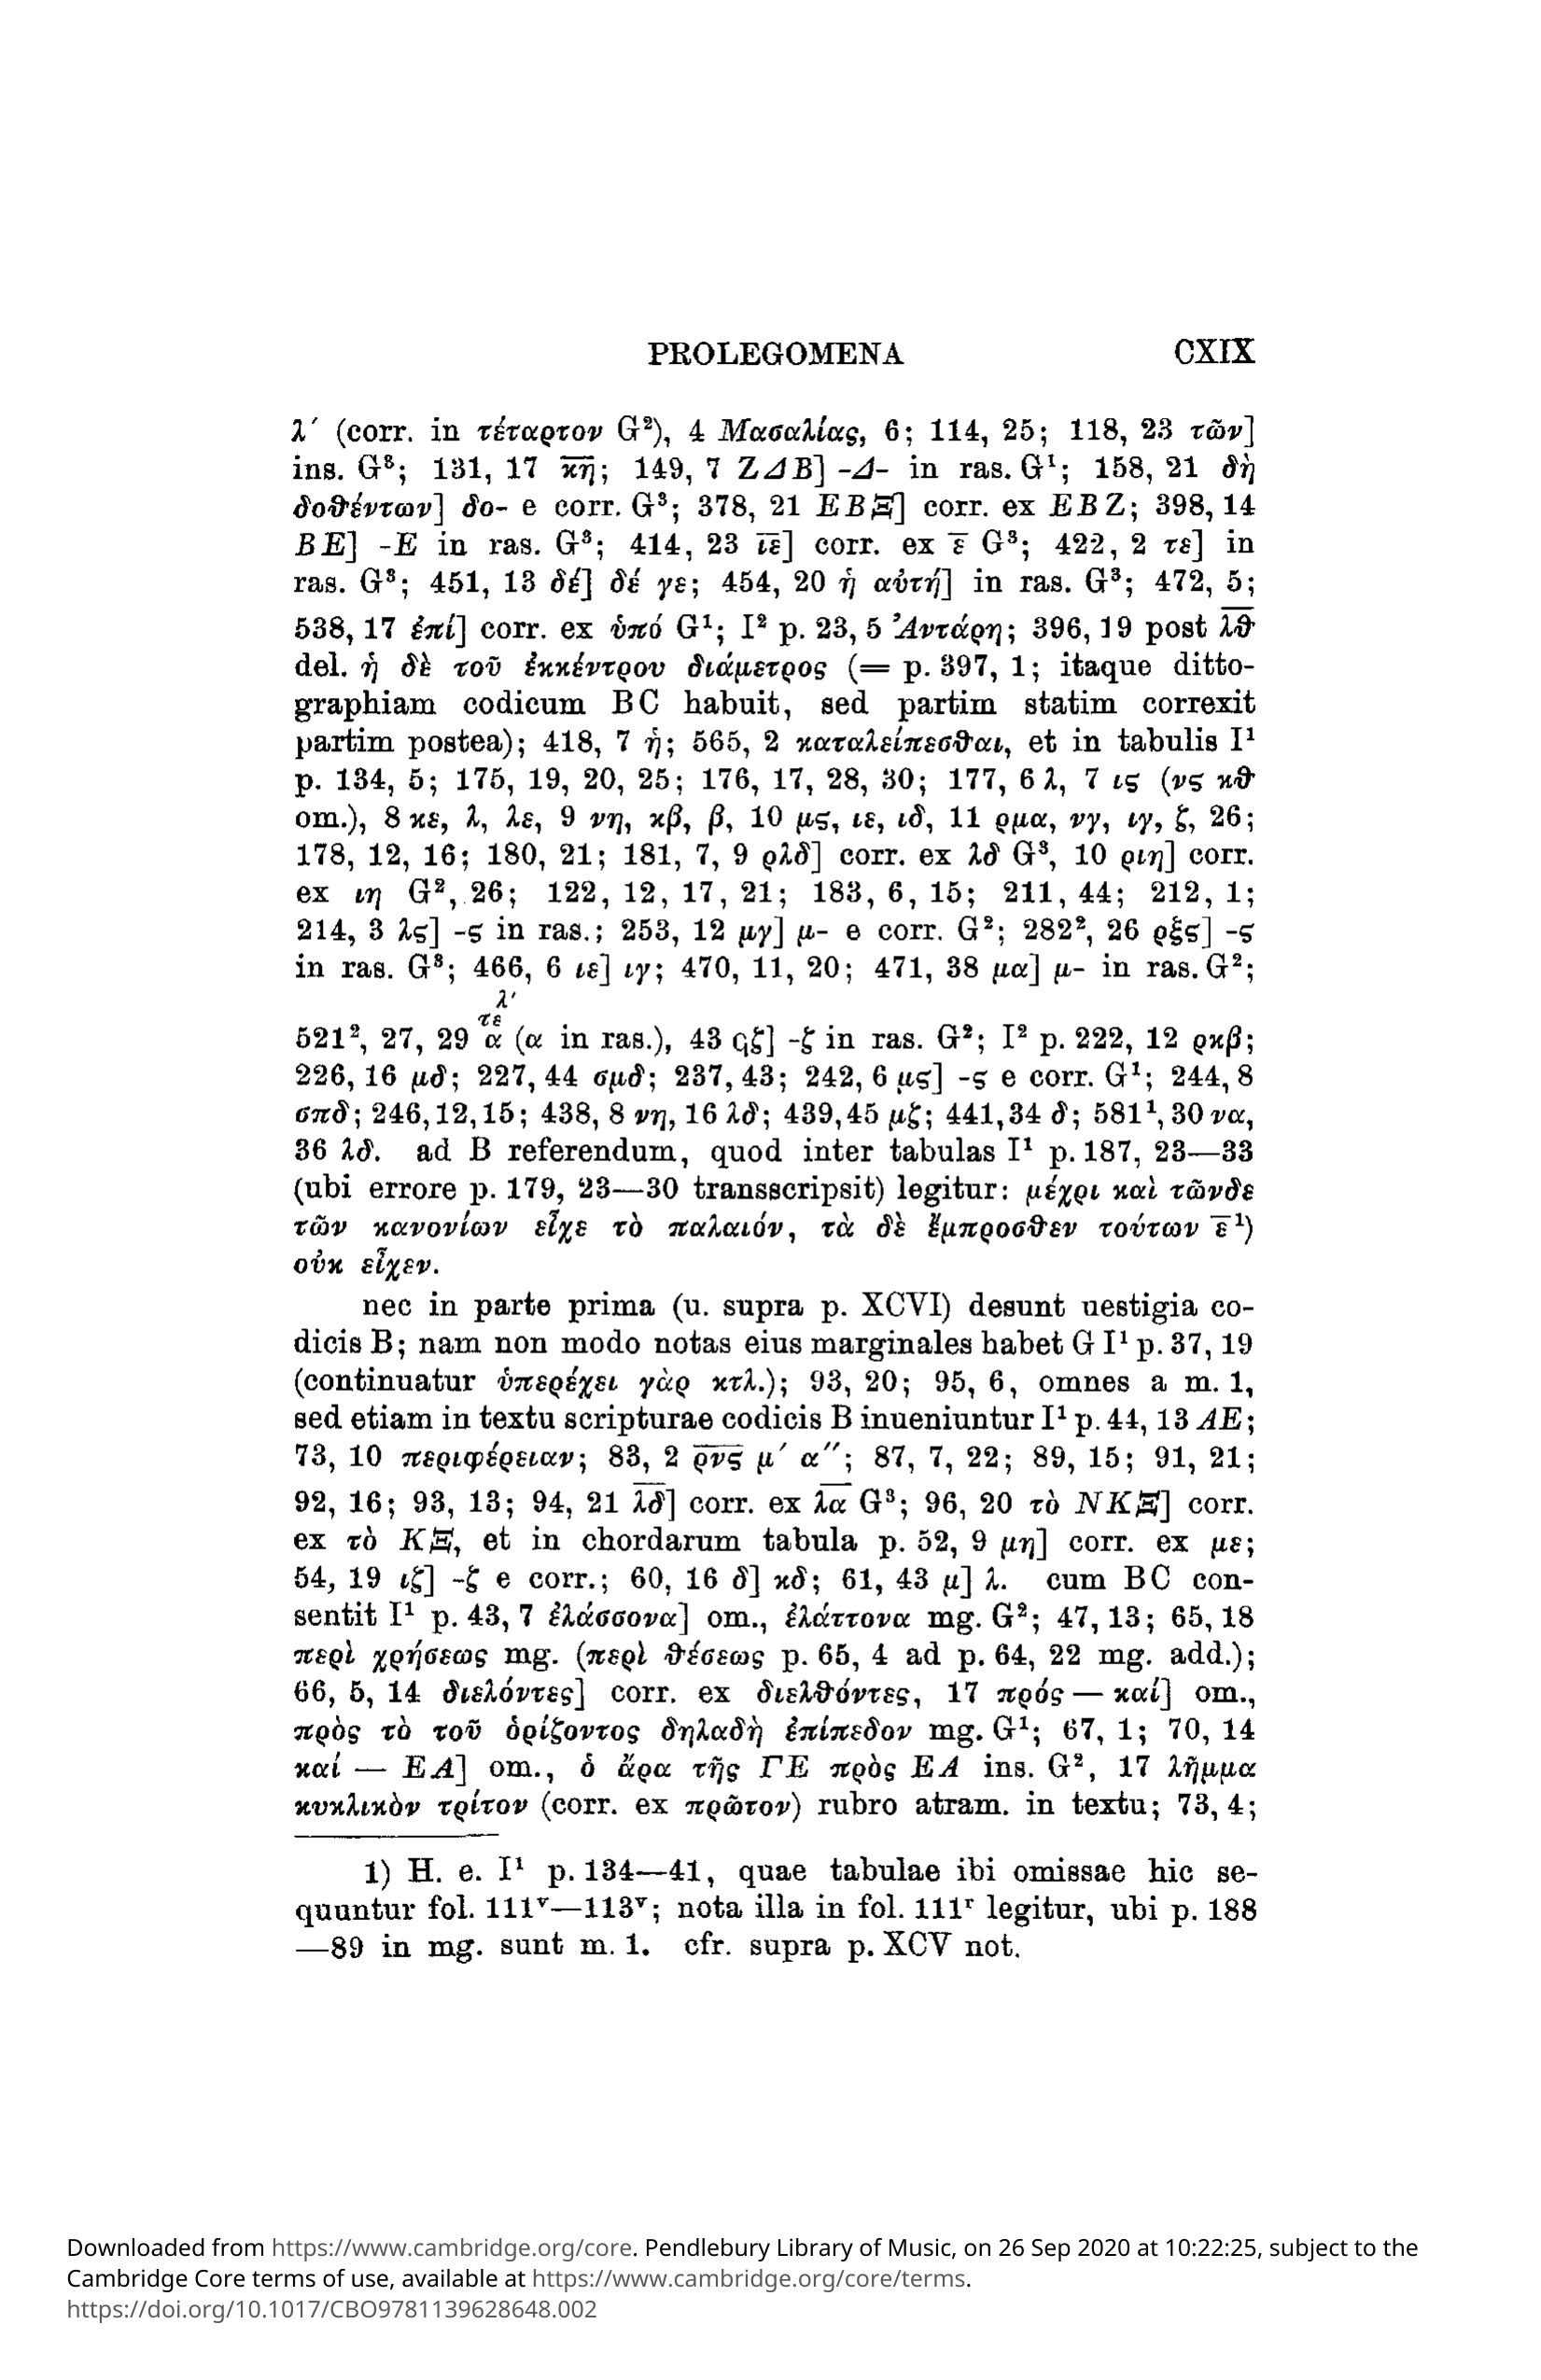 PROLEGOMENA CXIX
λ´ (corr. in τέταρτον G²), 4 Μασαλίας, 6; 114, 25; 118, 23 τῶν]
ins. G³; 131, 17 κ̅η̅; 149, 7 ΖΔΒ] -Δ- in ras. G¹; 158, 21 δὴ
δοθέντων] δο- e corr. G³; 378, 21 ΕΒΞ] corr. ex ΕΒΖ; 398, 14
ΒΕ] -Ε in ras. G³; 414, 23 ι̅ε̅] corr. ex ε̅ G³; 422, 2 τε] in
ras. G³; 451, 13 δέ] δέ γε; 454, 20 ἡ αὐτή] in ras. G³; 472, 5;
538, 17 ἐπί] corr. ex ὑπό G¹; I² p. 23, 5 Ἀντάρη; 396, 19 post λ̅θ̅
del. ἡ δὲ τοῦ ἐκκέντρου διάμετρος (= p. 397, 1; itaque ditto-
graphiam codicum BC habuit, sed partim statim correxit
partim postea); 418, 7 ἡ; 565, 2 καταλείπεσθαι, et in tabulis I¹
p. 134, 5; 175, 19, 20, 25; 176, 17, 28, 30; 177, 6 λ, 7 ις (νς κθ
om.), 8 κε, λ, λε, 9 νη, κβ, β, 10 μς, ιε, ιδ, 11 ρμα, νγ, ιγ, ζ, 26;
178, 12, 16; 180, 21; 181, 7, 9 ρλδ] corr. ex λδ G³, 10 ριη] corr.
ex ιη G², 26; 122, 12, 17, 21; 183, 6, 15; 211, 44; 212, 1;
214, 3 λς] -ς in ras.; 253, 12 μγ] μ- e corr. G²; 282², 26 ρξς] -ς
in ras. G³; 466, 6 ιε] ιγ; 470, 11, 20; 471, 38 μα] μ- in ras. G²;
λ′
τε
521², 27, 29 α (α in ras.), 43 ϙζ] -ζ in ras. G²; I² p. 222, 12 ρκβ;
226, 16 μδ; 227, 44 σμδ; 237, 43; 242, 6 μς] -ς e corr. G¹; 244, 8
σπδ; 246, 12, 15; 438, 8 νη, 16 λδ; 439, 45 μζ; 441, 34 δ; 581¹, 30 να,
36 λδ. ad B referendum, quod inter tabulas I¹ p. 187, 23—33
(ubi errore p. 179, 23—30 transscripsit) legitur: μέχρι καὶ τῶνδε
τῶν κανονίων εἶχε τὸ παλαιόν, τὰ δὲ ἔμπροσθεν τούτων ε̅¹)
οὐκ εἶχεν.
nec in parte prima (u. supra p. XCVI) desunt uestigia co-
dicis B; nam non modo notas eius marginales habet G I¹ p. 37, 19
(continuatur ὑπερέχει γὰρ κτλ.); 93, 20; 95, 6, omnes a m. 1,
sed etiam in textu scripturae codicis B inueniuntur I¹ p. 44, 13 ΑΕ;
73, 10 περιφέρειαν; 83, 2 ρ̅ν̅ς̅ μ′ α″; 87, 7, 22; 89, 15; 91, 21;
92, 16; 93, 13; 94, 21 λ̅δ̅] corr. ex λ̅α̅ G³; 96, 20 τὸ ΝΚΞ] corr.
ex τὸ ΚΞ, et in chordarum tabula p. 52, 9 μη] corr. ex με;
54, 19 ιζ] -ζ e corr.; 60, 16 δ] κδ; 61, 43 μ] λ. cum BC con-
sentit I¹ p. 43, 7 ἐλάσσονα] om., ἐλάττονα mg. G²; 47, 13; 65, 18
περὶ χρήσεως mg. (περὶ θέσεως p. 65, 4 ad p. 64, 22 mg. add.);
66, 5, 14 διελόντες] corr. ex διελθόντες, 17 πρός — καί] om.,
πρὸς τὸ τοῦ ὁρίζοντος δηλαδὴ ἐπίπεδον mg. G¹; 67, 1; 70, 14
καί — ΕΑ] om., ὁ ἄρα τῆς ΓΕ πρὸς ΕΑ ins. G², 17 λῆμμα
κυκλικὸν τρίτον (corr. ex πρῶτον) rubro atram. in textu; 73, 4;
1) H. e. I¹ p. 134—41, quae tabulae ibi omissae hic se-
quuntur fol. 111ᵛ—113ᵛ; nota illa in fol. 111ʳ legitur, ubi p. 188
—89 in mg. sunt m. 1. cfr. supra p. XCV not.
Downloaded from https://www.cambridge.org/core. Pendlebury Library of Music, on 26 Sep 2020 at 10:22:25, subject to the
Cambridge Core terms of use, available at https://www.cambridge.org/core/terms.
https://doi.org/10.1017/CBO9781139628648.002